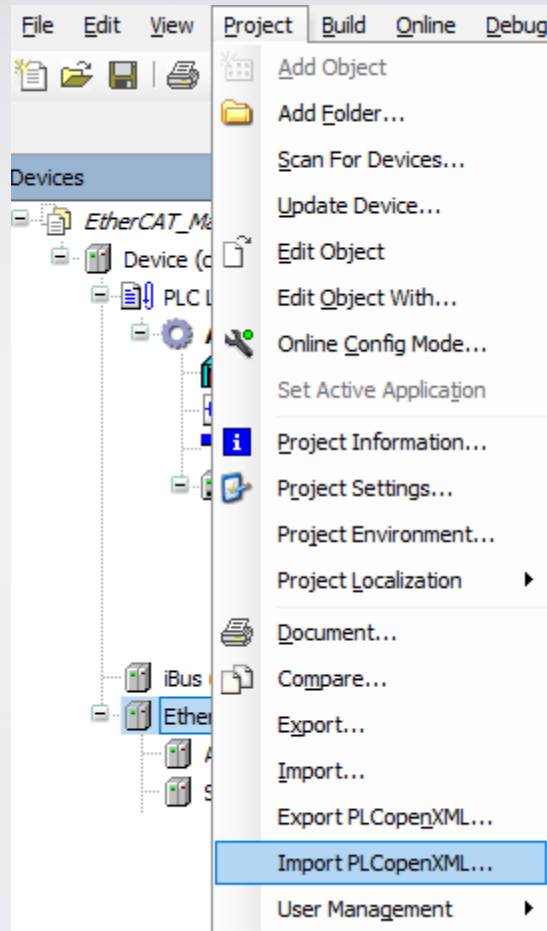 File Edit View Project Build Online Debug
Add Object
Add Folder...
Scan For Devices...
Devices
Update Device...
EtherCAT_Ma
Edit Object
Device (c
Edit Object With...
PLC L
Online Config Mode...
Set Active Application
Project Information...
Project Settings...
Project Environment...
Project Localization
Document...
iBus
Compare...
Ether
Export...
Import...
Export PLCopenXML...
Import PLCopenXML...
User Management